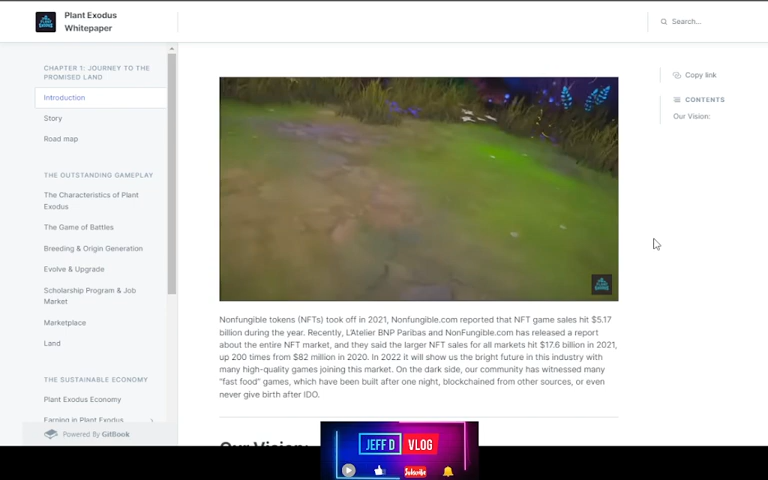 Plant Exodus
Whitepaper
Search...
CHAPTER 1: JOURNEY TO THE
PROMISED LAND
Introduction
Story
Road map
THE OUTSTANDING GAMEPLAY
The Characteristics of Plant
Exodus
The Game of Battles
Breeding & Origin Generation
Evolve & Upgrade
Scholarship Program & Job
Market
Marketplace
Land
THE SUSTAINABLE ECONOMY
Plant Exodus Economy
Earning in Plant Exodus
Powered By GitBook
Nonfungible tokens (NFTs) took off in 2021, Nonfungible.com reported that NFT game sales hit $5.17
billion during the year. Recently, L'Atelier BNP Paribas and NonFungible.com has released a report
about the entire NFT market, and they said the larger NFT sales for all markets hit $17.6 billion in 2021,
up 200 times from $82 million in 2020. In 2022 it will show us the bright future in this industry with
many high-quality games joining this market. On the dark side, our community has witnessed many
"fast food" games, which have been built after one night, blockchained from other sources, or even
never give birth after IDO.
Our Vision:
Copy link
CONTENTS
Our Vision:
JEFF D VLOG
Subscribe